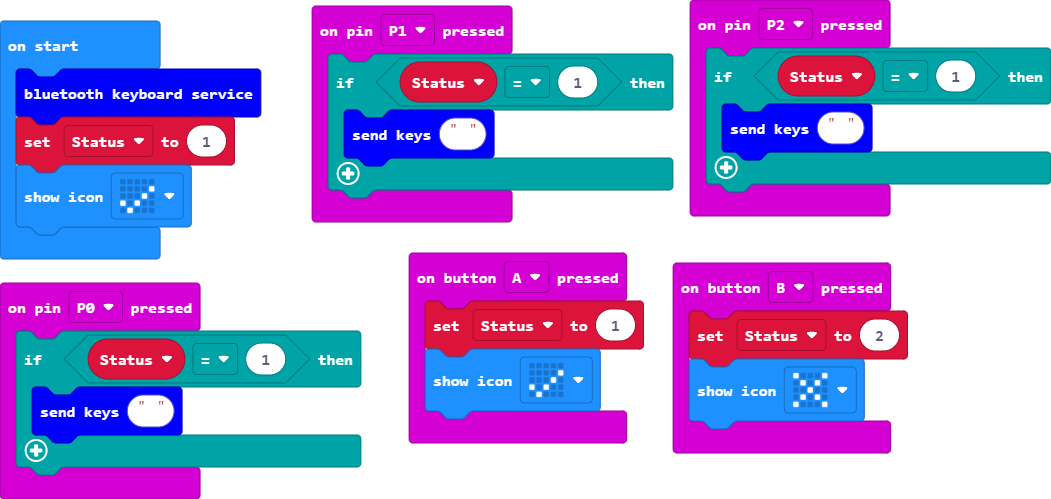 on start
bluetooth keyboard service
set Status to 1
show icon
on pin P1 pressed
if Status = 1 then
send keys " "
on pin P2 pressed
if Status = 1 then
send keys " "
on pin P0 pressed
if Status = 1 then
send keys " "
on button A pressed
set Status to 1
show icon
on button B pressed
set Status to 2
show icon